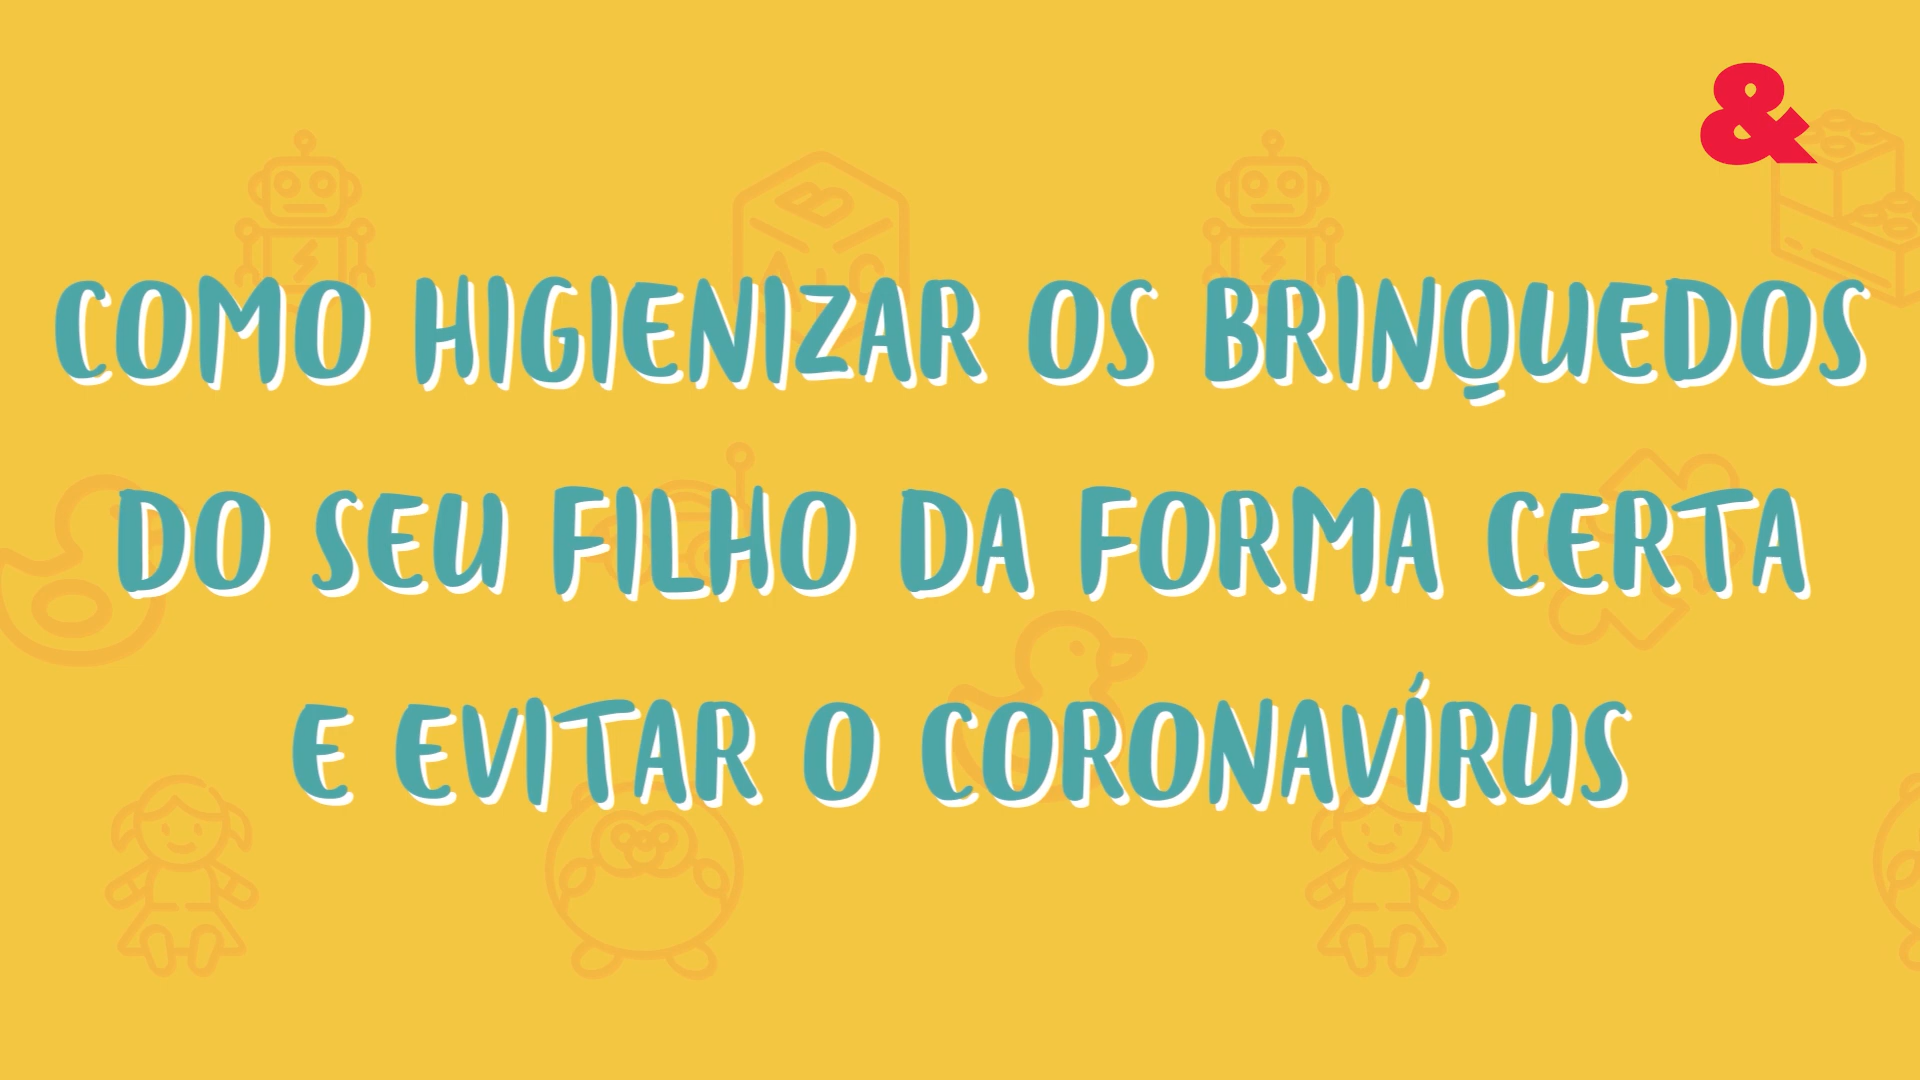 &
COMO HIGIENIZAR OS BRINQUEDOS
DO SEU FILHO DA FORMA CERTA
E EVITAR O CORONAVÍRUS